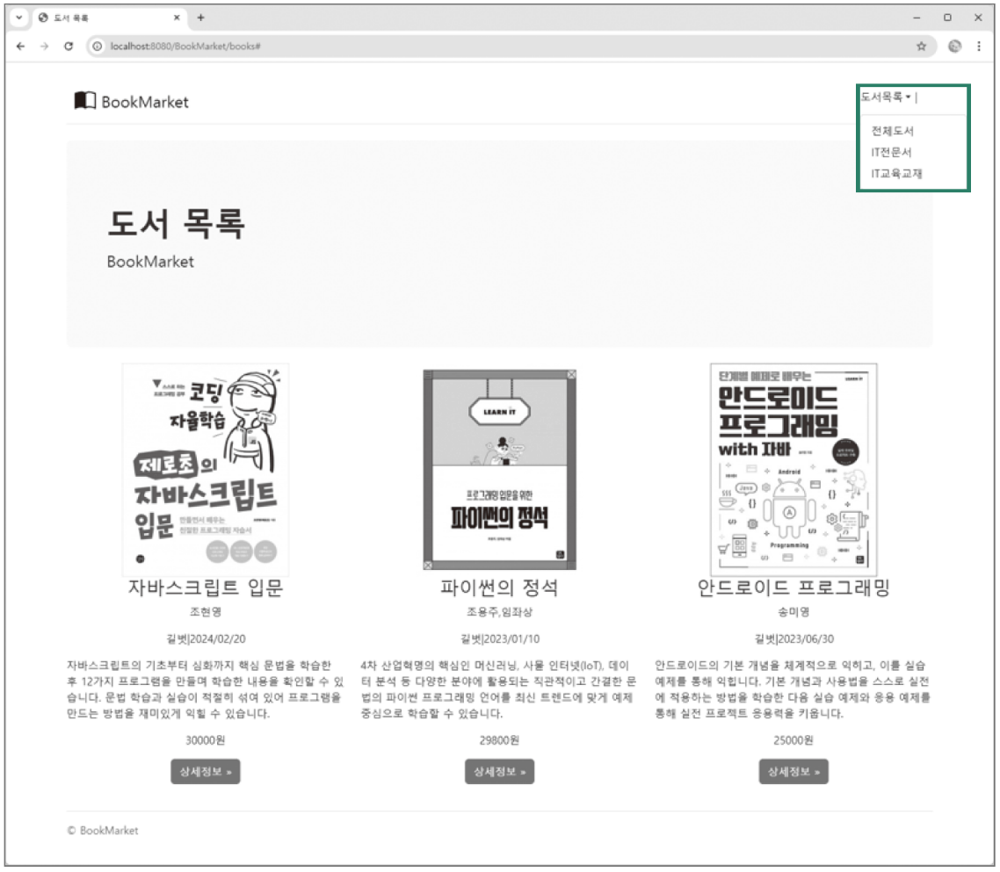 도서 목록
localhost:8080/BookMarket/books#
BookMarket
도서목록 |
전체도서
IT전문서
IT교육교재
도서 목록
BookMarket
스스로 하는
프로그래밍 공부
코딩
자율학습
제로초의
자바스크립트
입문
만들면서 배우는
친절한 프로그래밍 자습서
자바스크립트 입문
조현영
길벗|2024/02/20
자바스크립트의 기초부터 심화까지 핵심 문법을 학습한
후 12가지 프로그램을 만들며 학습한 내용을 확인할 수 있
습니다. 문법 학습과 실습이 적절히 섞여 있어 프로그램을
만드는 방법을 재미있게 익힐 수 있습니다.
30000원
상세정보 »
LEARN IT
프로그래밍 입문을 위한
파이썬의 정석
파이썬의 정석
조용주,임좌상
길벗|2023/01/10
4차 산업혁명의 핵심인 머신러닝, 사물 인터넷(IoT), 데이
터 분석 등 다양한 분야에 활용되는 직관적이고 간결한 문
법의 파이썬 프로그래밍 언어를 최신 트렌드에 맞게 예제
중심으로 학습할 수 있습니다.
29800원
상세정보 »
단계별 예제로 배우는
LEARN IT
안드로이드
프로그래밍
with 자바
Android
Java
Programming
안드로이드 프로그래밍
송미영
길벗|2023/06/30
안드로이드의 기본 개념을 체계적으로 익히고, 이를 실습
예제를 통해 익힙니다. 기본 개념과 사용법을 스스로 실전
에 적용하는 방법을 학습한 다음 실습 예제와 응용 예제를
통해 실전 프로젝트 응용력을 키웁니다.
25000원
상세정보 »
© BookMarket